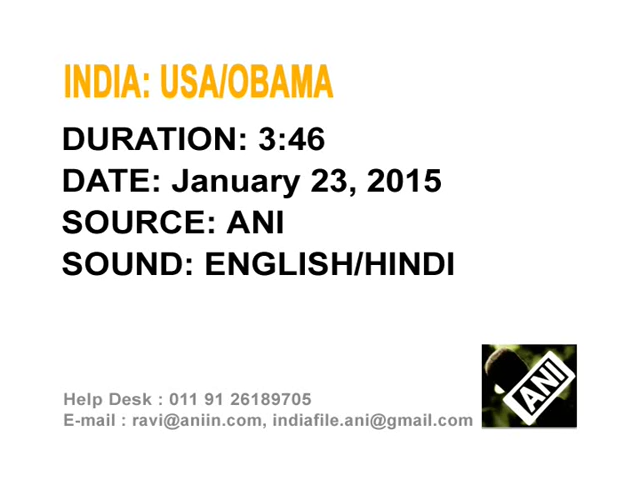 INDIA: USA/OBAMA
DURATION: 3:46
DATE: January 23, 2015
SOURCE: ANI
SOUND: ENGLISH/HINDI
ANI
Help Desk : 011 91 26189705
E-mail : ravi@aniin.com, indiafile.ani@gmail.com